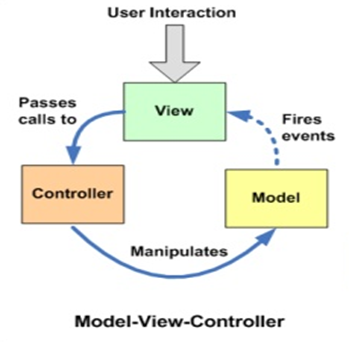 User Interaction
View
Passes
calls to
Fires
events
Controller
Model
Manipulates
Model-View-Controller